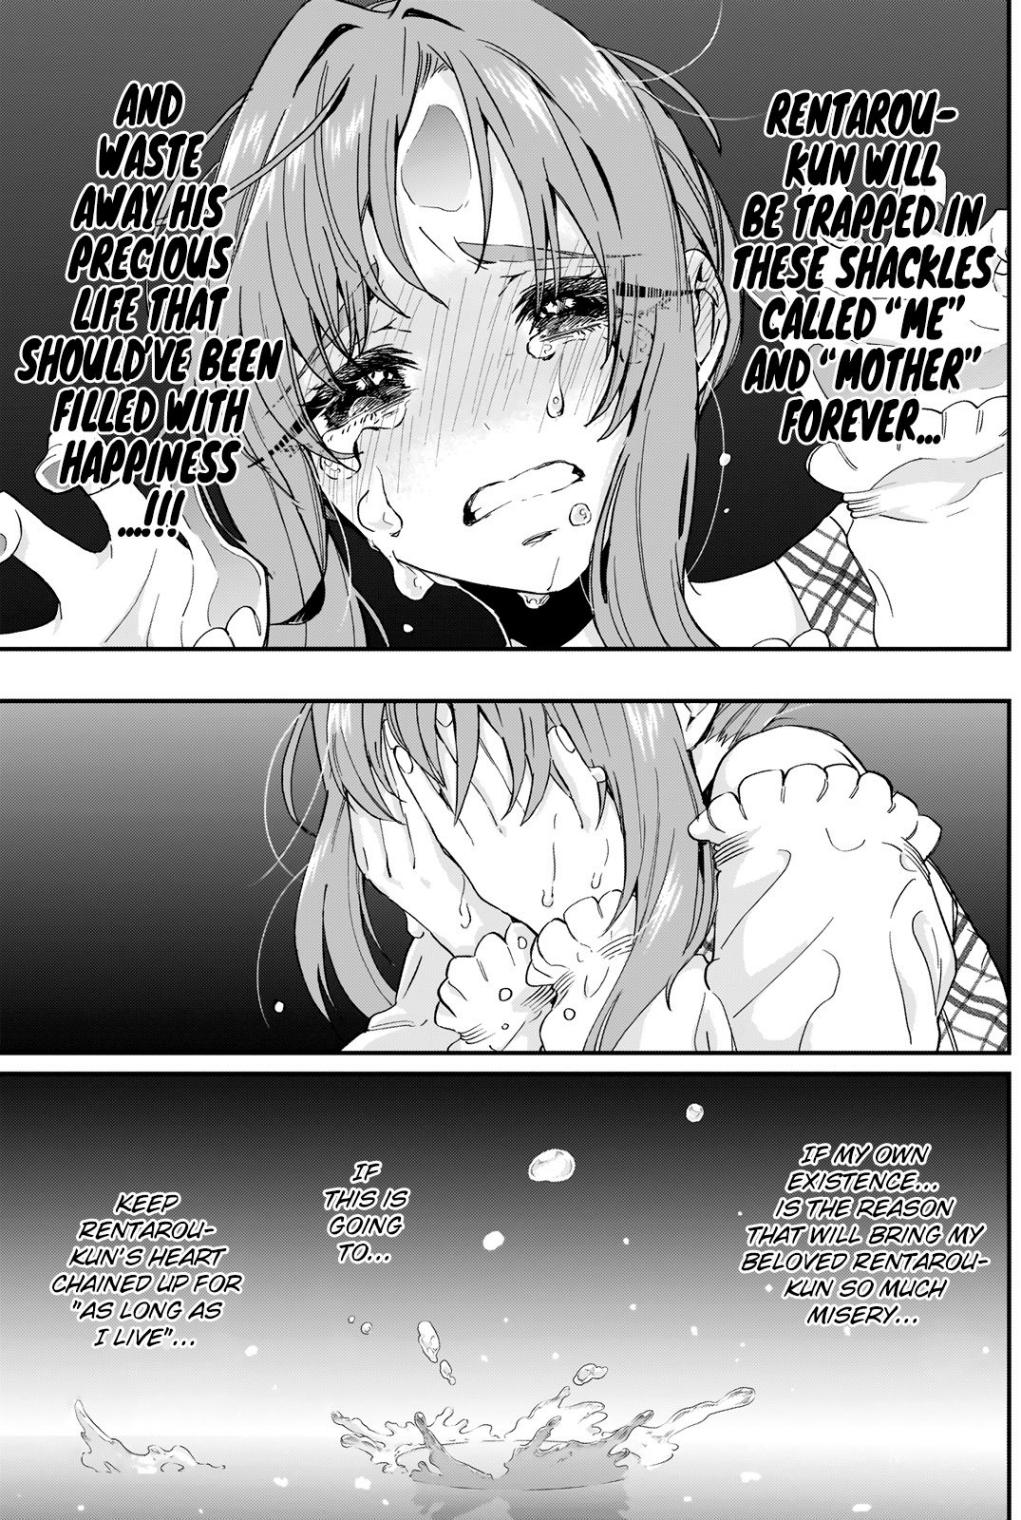 RENTAROU-
KUN WILL
BE TRAPPED IN
THESE SHACKLES
CALLED "ME"
AND "MOTHER"
FOREVER...
AND
WASTE
AWAY HIS
PRECIOUS
LIFE THAT
SHOULD'VE BEEN
FILLED WITH
HAPPINESS
....!!!
IF MY OWN
EXISTENCE...
IS THE REASON
THAT WILL BRING MY
BELOVED RENTAROU-
KUN SO MUCH
MISERY...
IF
THIS IS
GOING
TO...
KEEP
RENTAROU-
KUN'S HEART
CHAINED UP FOR
"AS LONG AS
I LIVE"...